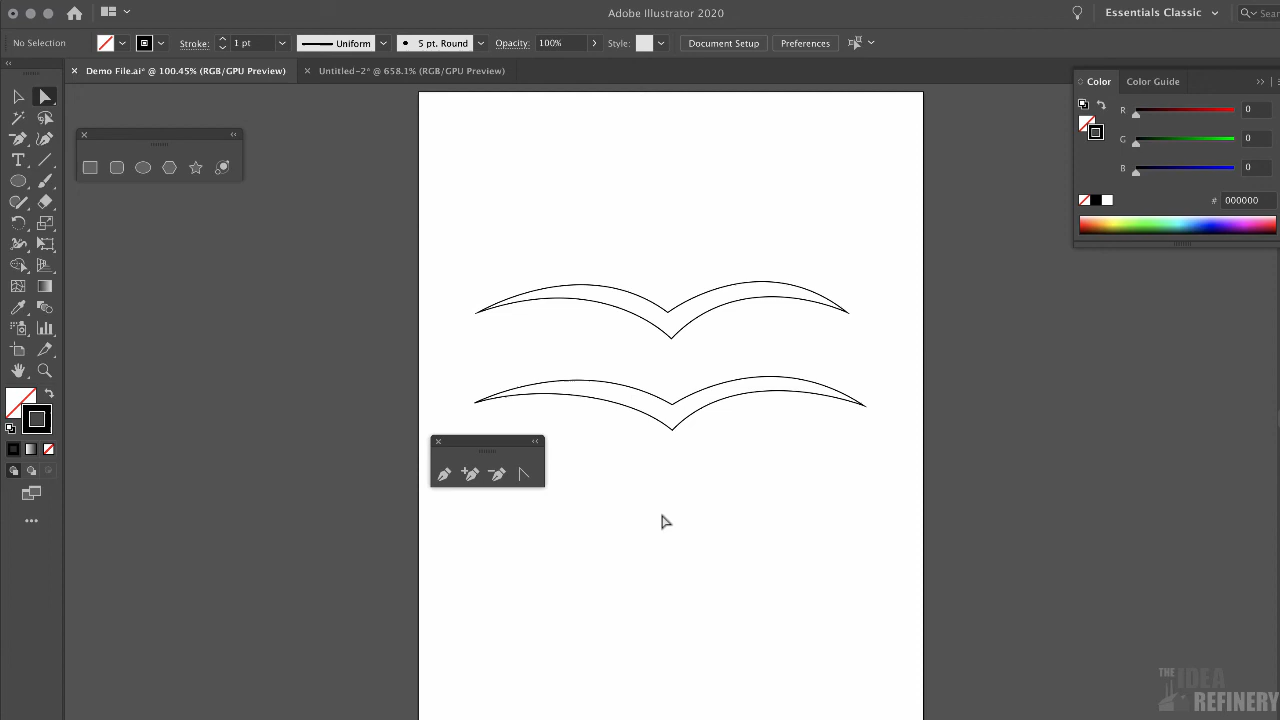 Adobe Illustrator 2020
Essentials Classic
Sear
No Selection
Stroke:
1 pt
Uniform
5 pt. Round
Opacity:
100%
Style:
Document Setup
Preferences
Demo File.ai* @ 100.45% (RGB/GPU Preview)
Untitled-2* @ 658.1% (RGB/GPU Preview)
Color
Color Guide
R
0
G
0
B
0
# 000000
THE IDEA
REFINERY